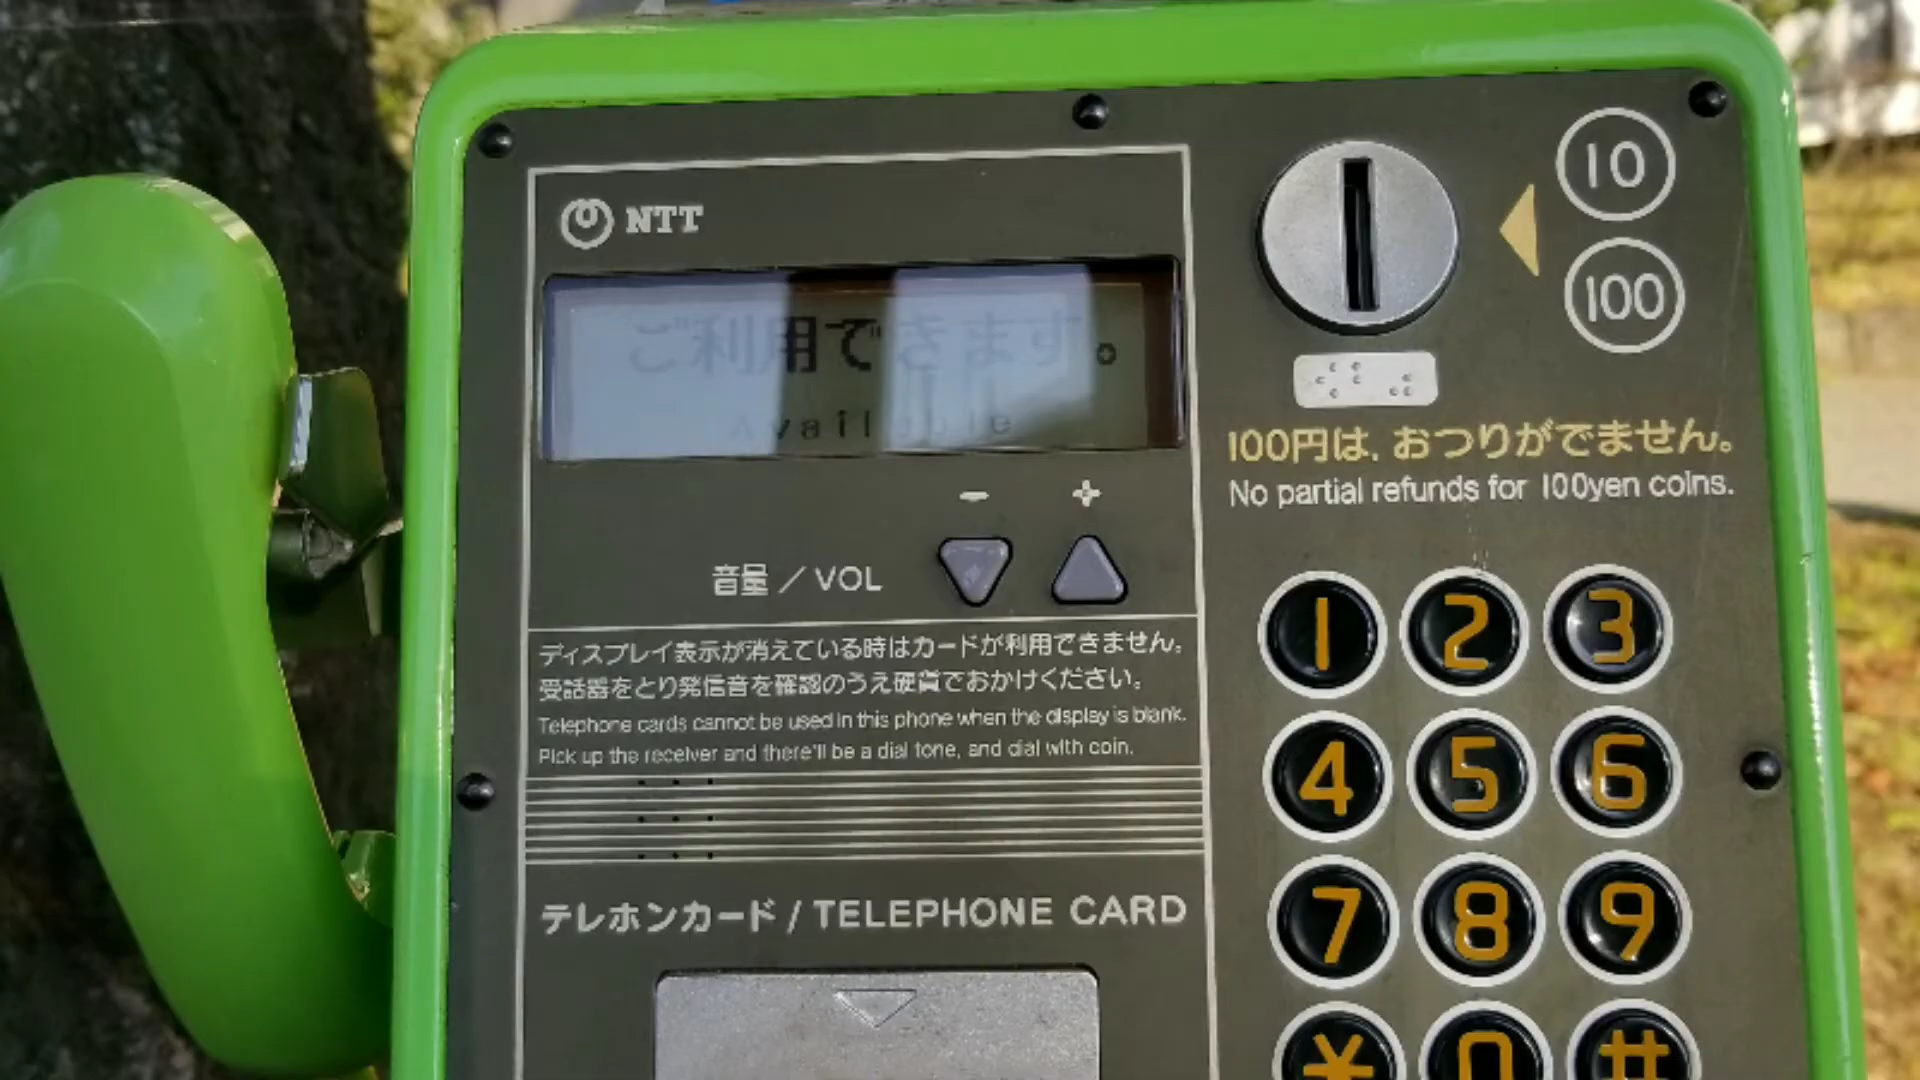 NTT
ご利用できます。
Available
10
100
100円は、おつりがでません。
No partial refunds for 100yen coins.
- +
音量／VOL
ディスプレイ表示が消えている時はカードが利用できません。
受話器をとり発信音を確認のうえ硬貨でおかけください。
Telephone cards cannot be used in this phone when the display is blank.
Pick up the receiver and there'll be a dial tone, and dial with coin.
テレホンカード / TELEPHONE CARD
1 2 3
4 5 6
7 8 9
* 0 #